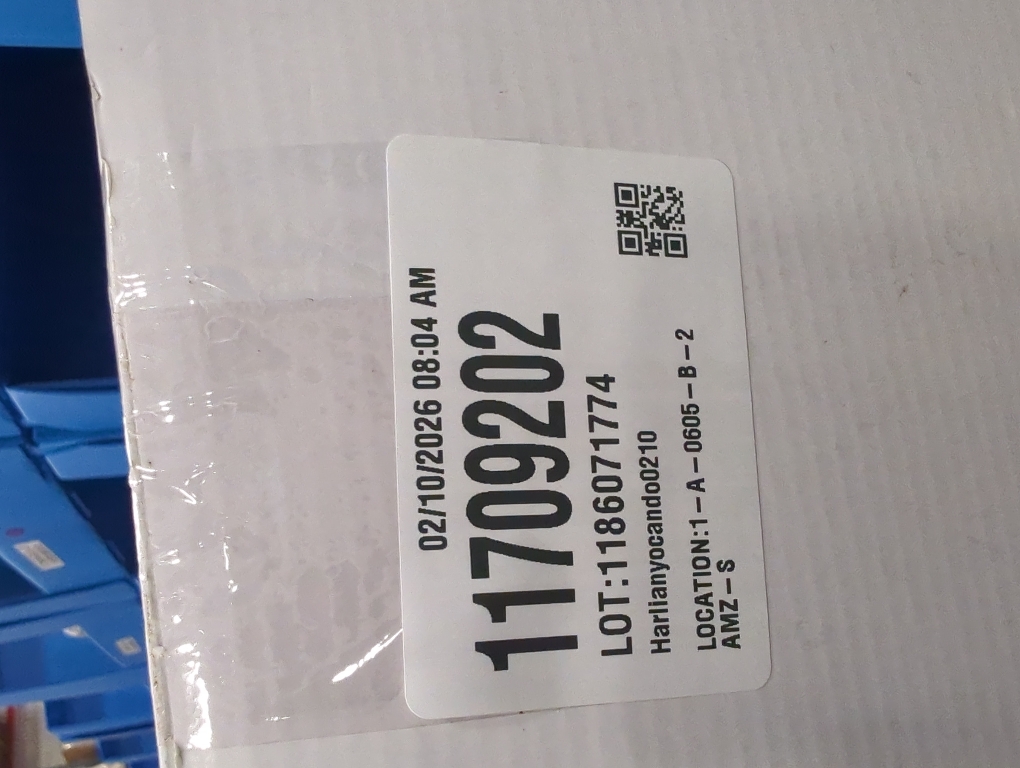 02/10/2026 08:04 AM
11709202
LOT:1186071774
Harlianyocando0210
LOCATION:1-A-0605-B-2
AMZ-S